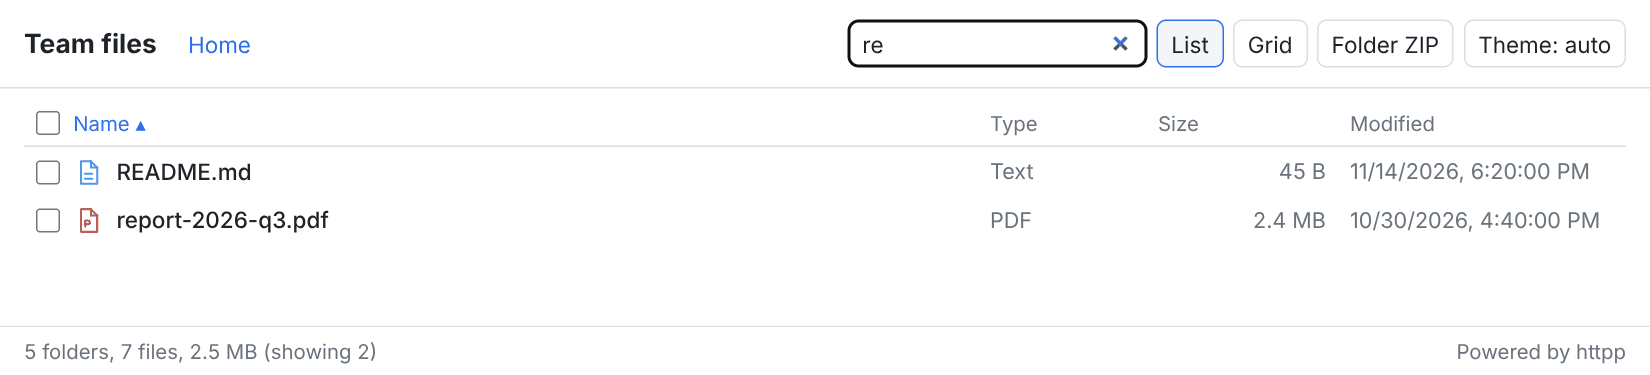 Team files Home re × List Grid Folder ZIP Theme: auto
Name ▲ Type Size Modified
README.md Text 45 B 11/14/2026, 6:20:00 PM
report-2026-q3.pdf PDF 2.4 MB 10/30/2026, 4:40:00 PM
5 folders, 7 files, 2.5 MB (showing 2) Powered by httpp